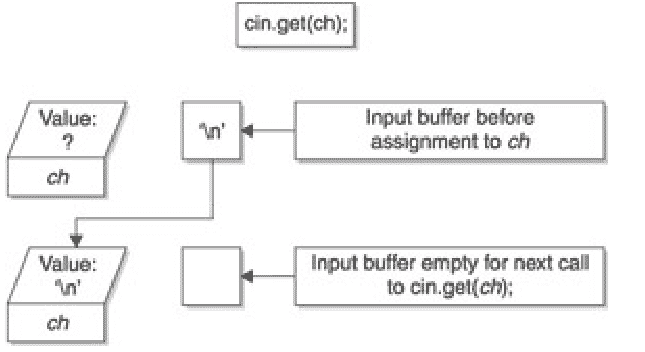 cin.get(ch);
Value:
?
ch
'\n'
Input buffer before
assignment to ch
Value:
'\n'
ch
Input buffer empty for next call
to cin.get(ch);